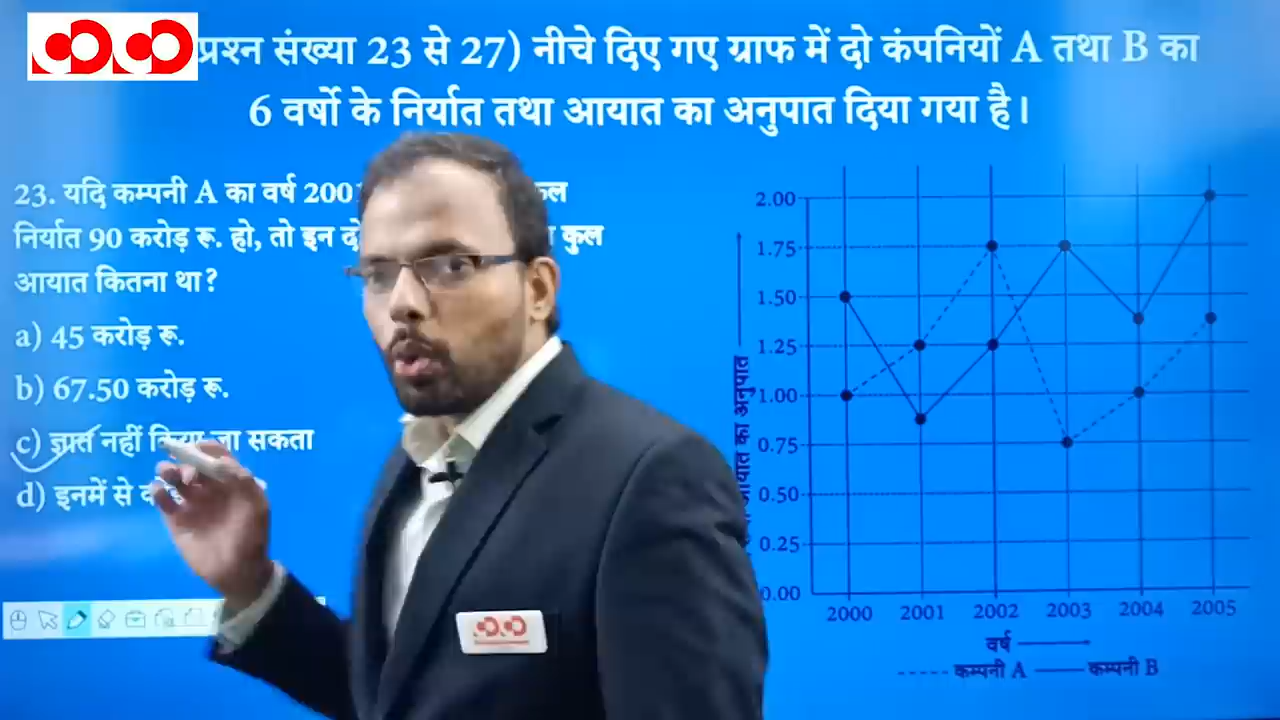 प्रश्न संख्या 23 से 27) नीचे दिए गए ग्राफ में दो कंपनियों A तथा B का
6 वर्षो के निर्यात तथा आयात का अनुपात दिया गया है।
23. यदि कम्पनी A का वर्ष
निर्यात 90 करोड़ रू. हो, तो इन कुल
आयात कितना था?
a) 45 करोड़ रू.
b) 67.50 करोड़ रू.
c) ज्ञात नहीं किया जा सकता
d) इनमें से
2.00
1.75
1.50
1.25
1.00
0.75
0.50
0.25
0.00
आयात का अनुपात
2000 2001 2002 2003 2004 2005
वर्ष
कम्पनी A कम्पनी B